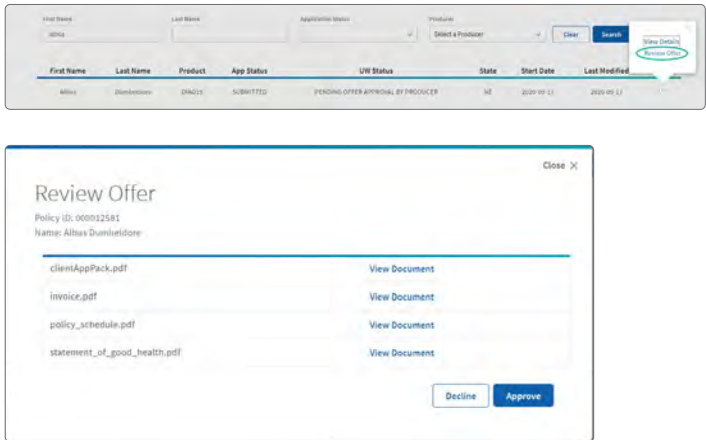 First Name Last Name Application Status Producer
Albus Select a Producer Clear Search
View Details
Review Offer
First Name Last Name Product App Status UW Status State Start Date Last Modified
Albus Dumbeldore SUBMITTED PENDING OFFER APPROVAL BY PRODUCER
Close X
Review Offer
Policy ID: 000012581
Name: Albus Dumbeldore
clientAppPack.pdf View Document
invoice.pdf View Document
policy_schedule.pdf View Document
statement_of_good_health.pdf View Document
Decline Approve